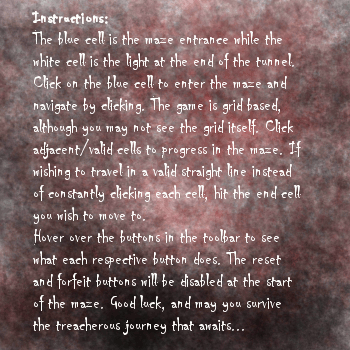 Instructions:
The blue cell is the maze entrance while the
white cell is the light at the end of the tunnel.
Click on the blue cell to enter the maze and
navigate by clicking. The game is grid based,
although you may not see the grid itself. Click
adjacent/valid cells to progress in the maze. If
wishing to travel in a valid straight line instead
of constantly clicking each cell, hit the end cell
you wish to move to.
Hover over the buttons in the toolbar to see
what each respective button does. The reset
and forfeit buttons will be disabled at the start
of the maze. Good luck, and may you survive
the treacherous journey that awaits...